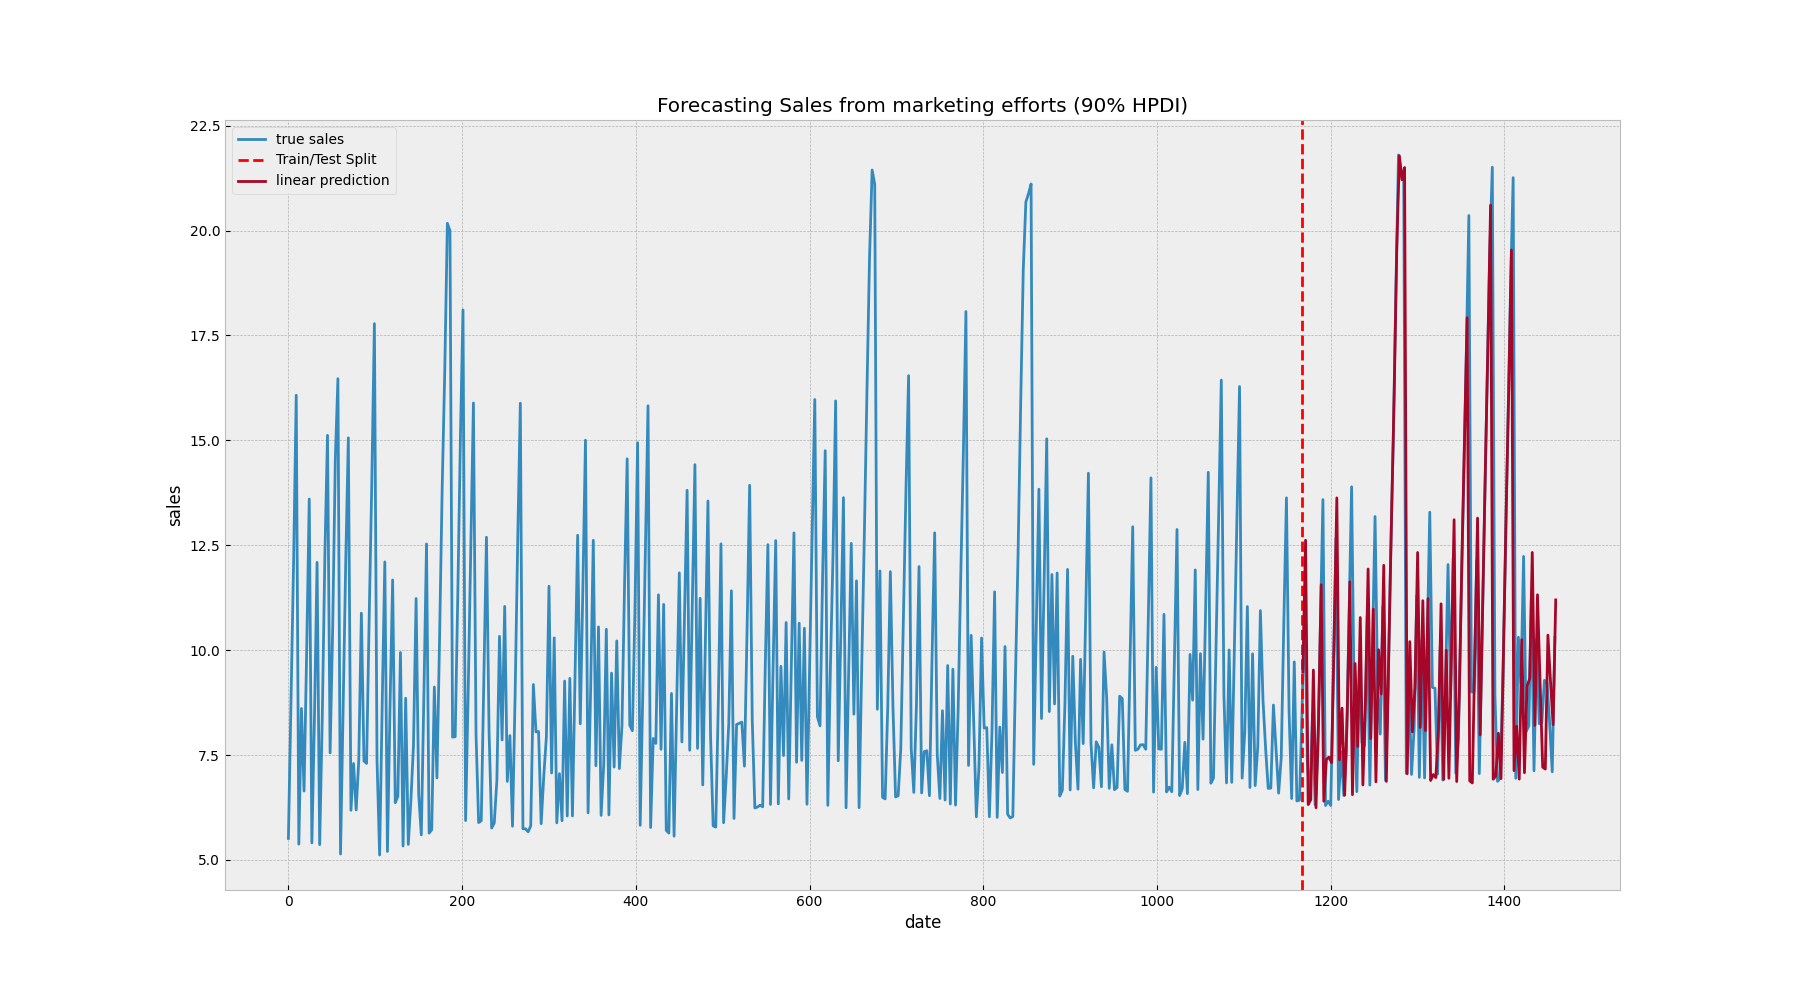 Forecasting Sales from marketing efforts (90% HPDI)
true sales
Train/Test Split
linear prediction
22.5
20.0
17.5
15.0
12.5
10.0
7.5
5.0
sales
0 200 400 600 800 1000 1200 1400
date